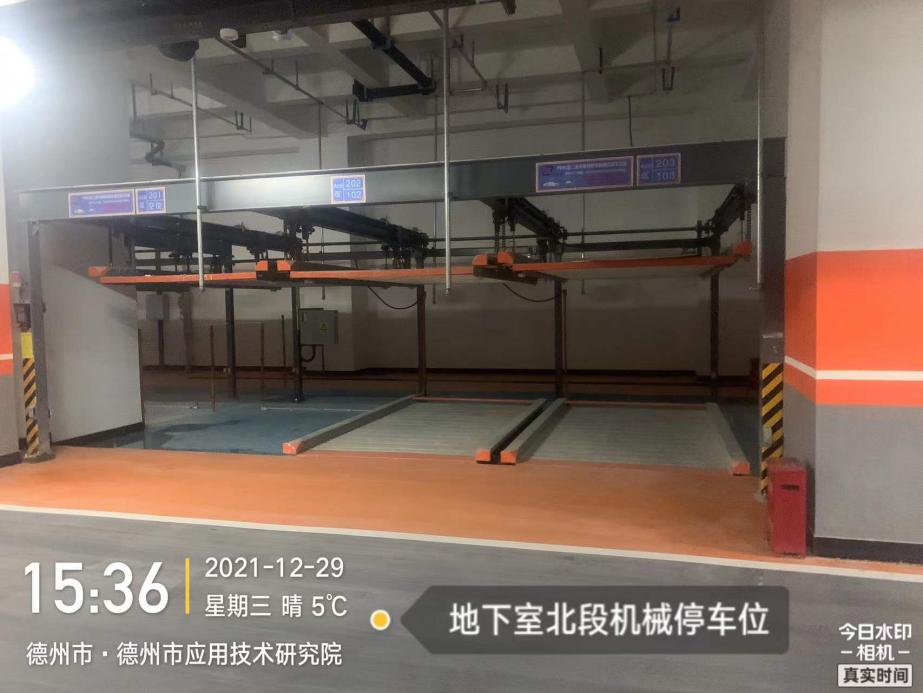 201
空位
202
102
203
103
15:36
2021-12-29
星期三 晴 5℃
地下室北段机械停车位
德州市·德州市应用技术研究院
今日水印
-相机-
真实时间